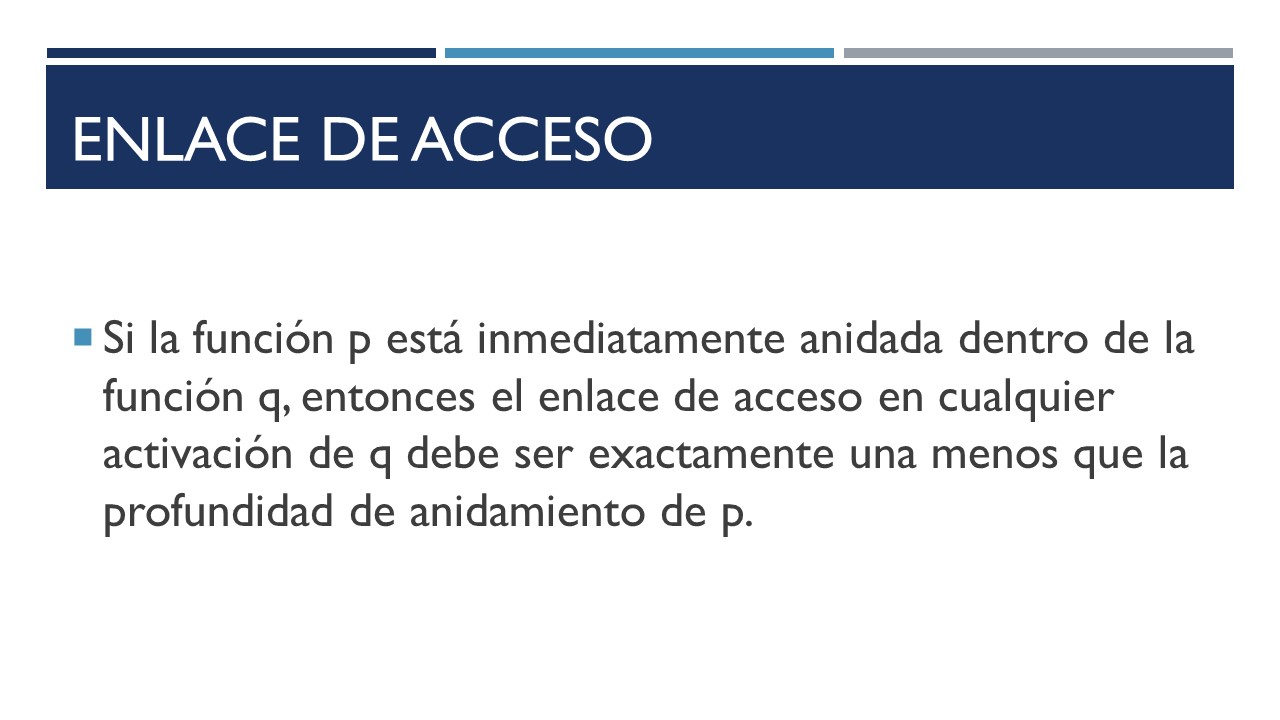 ENLACE DE ACCESO
Si la función p está inmediatamente anidada dentro de la
función q, entonces el enlace de acceso en cualquier
activación de q debe ser exactamente una menos que la
profundidad de anidamiento de p.